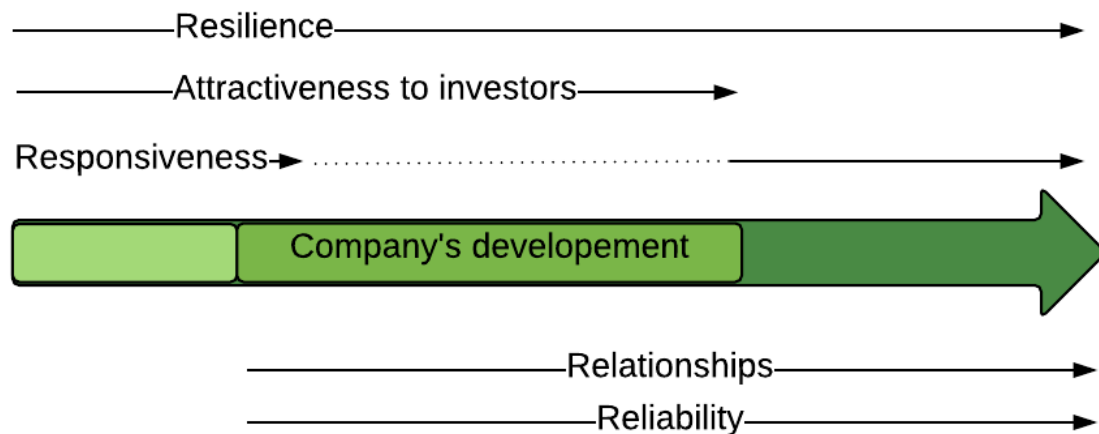 Resilience
Attractiveness to investors
Responsiveness
Company's developement
Relationships
Reliability